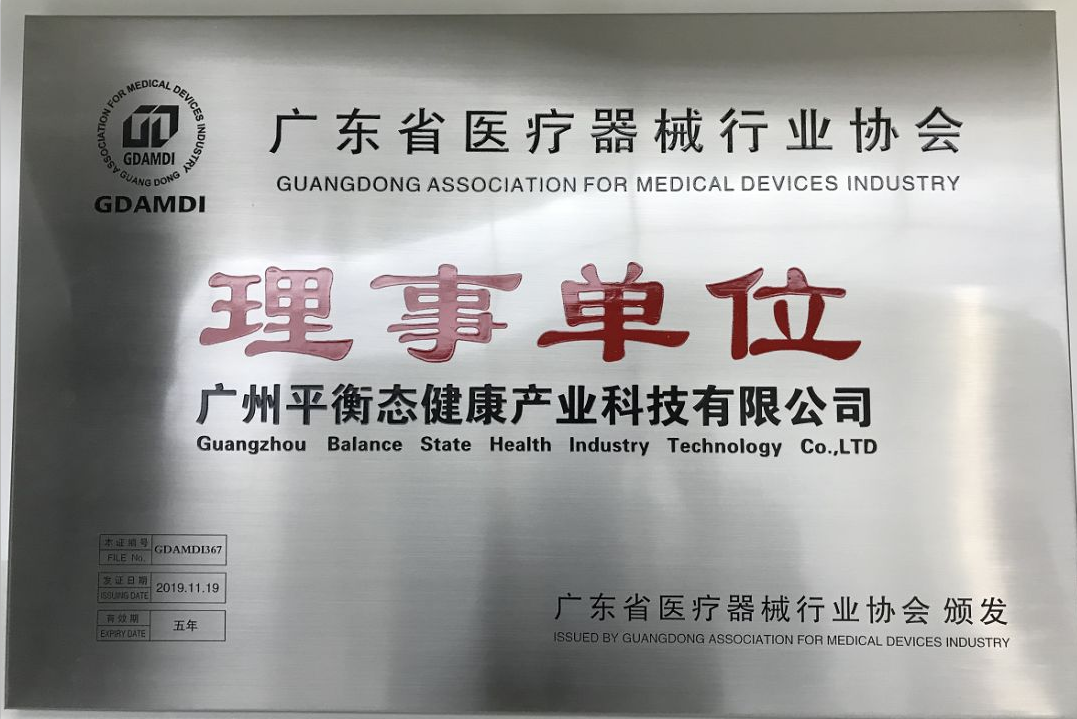 ASSOCIATION FOR MEDICAL DEVICES INDUSTRY
GUANG DONG
GDAMDI
GDAMDI
广东省医疗器械行业协会
GUANGDONG ASSOCIATION FOR MEDICAL DEVICES INDUSTRY
理事单位
广州平衡态健康产业科技有限公司
Guangzhou Balance State Health Industry Technology Co.,LTD
本证编号 GDAMDI367
FILE No.
发证日期 2019.11.19
ISSUING DATE
有效期 五年
EXPIRY DATE
广东省医疗器械行业协会 颁发
ISSUED BY GUANGDONG ASSOCIATION FOR MEDICAL DEVICES INDUSTRY